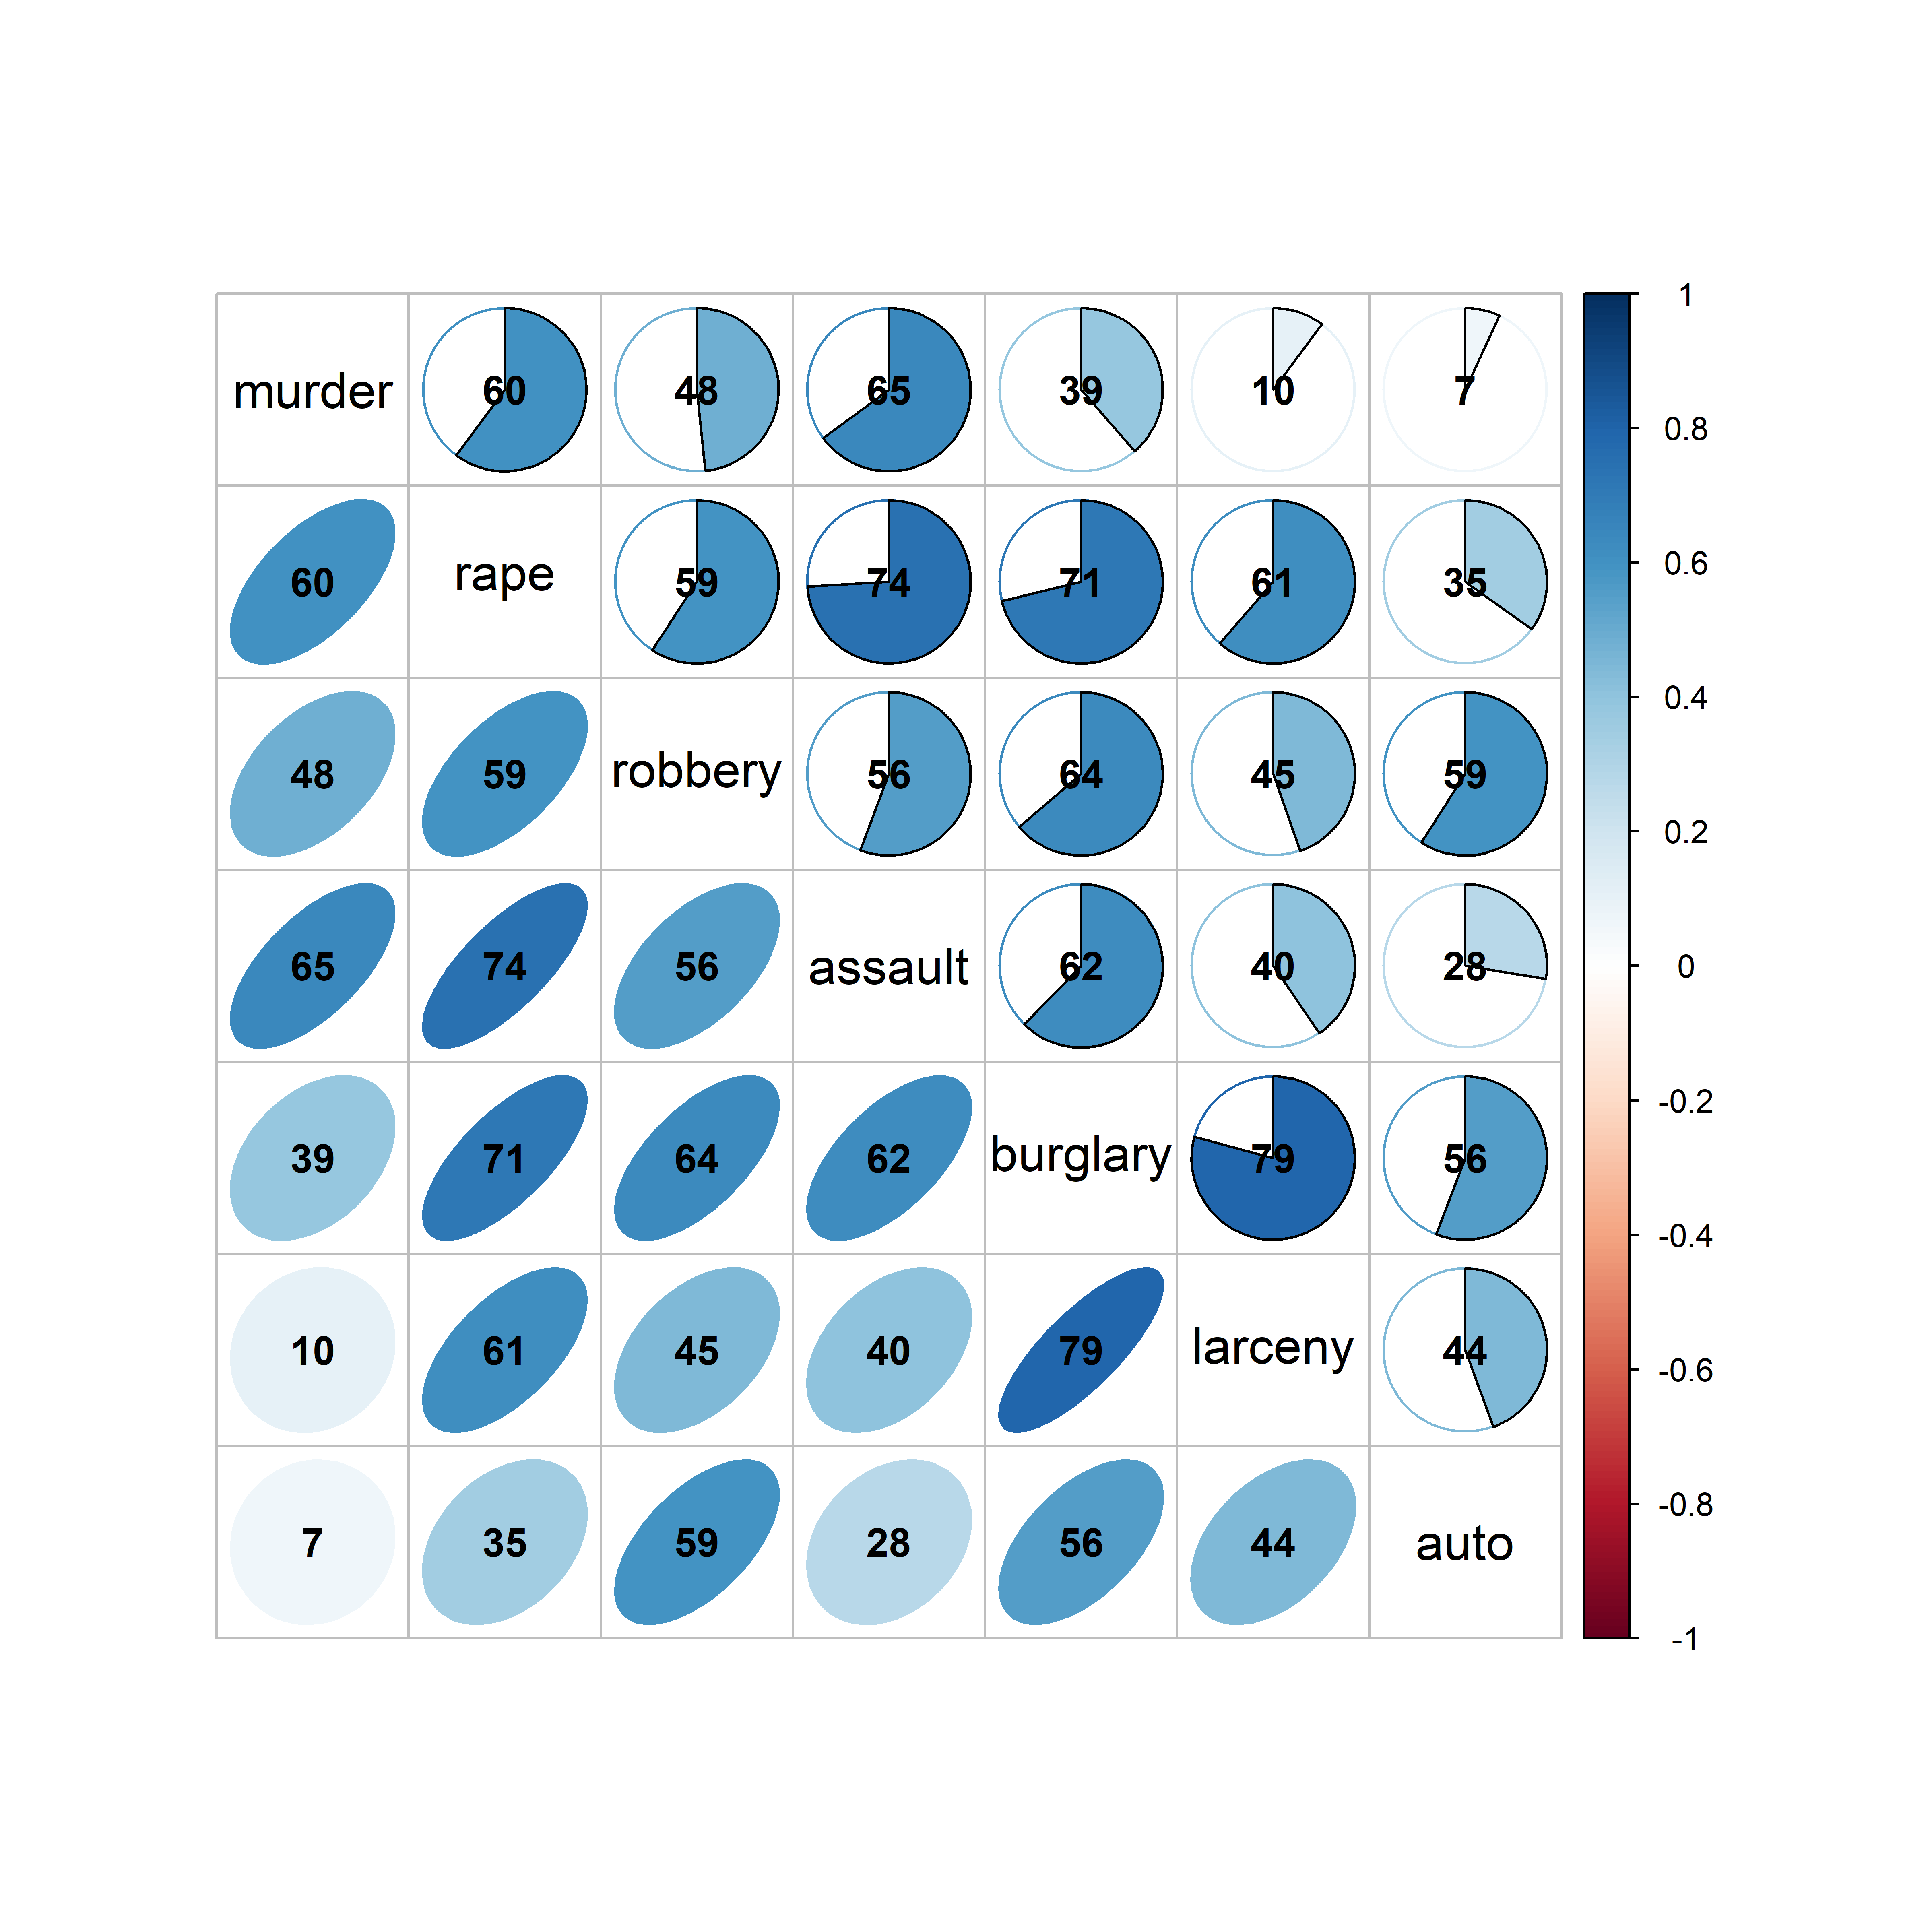 murder 60 48 65 39 10 7
60 rape 59 74 71 61 35
48 59 robbery 56 64 45 59
65 74 56 assault 62 40 28
39 71 64 62 burglary 79 56
10 61 45 40 79 larceny 44
7 35 59 28 56 44 auto
1
0.8
0.6
0.4
0.2
0
-0.2
-0.4
-0.6
-0.8
-1